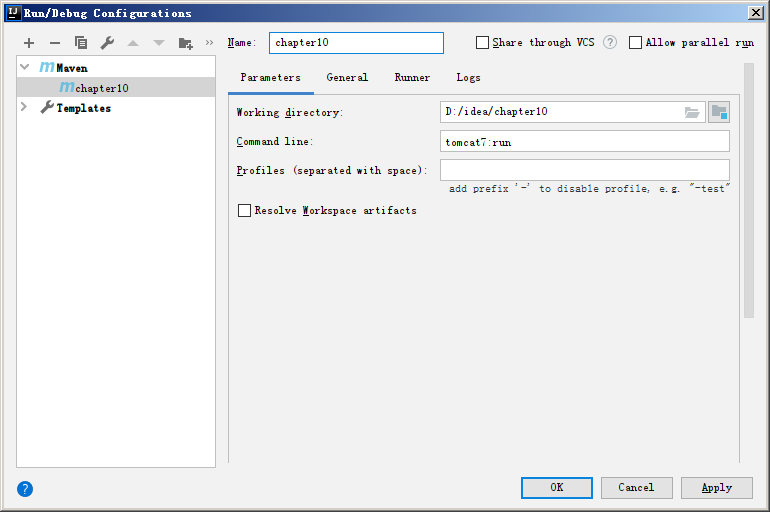 Run/Debug Configurations
Name: chapter10 Share through VCS ? Allow parallel run
Maven
chapter10
Templates
Parameters General Runner Logs
Working directory: D:/idea/chapter10
Command line: tomcat7:run
Profiles (separated with space):
add prefix '-' to disable profile, e.g. "-test"
Resolve Workspace artifacts
? OK Cancel Apply